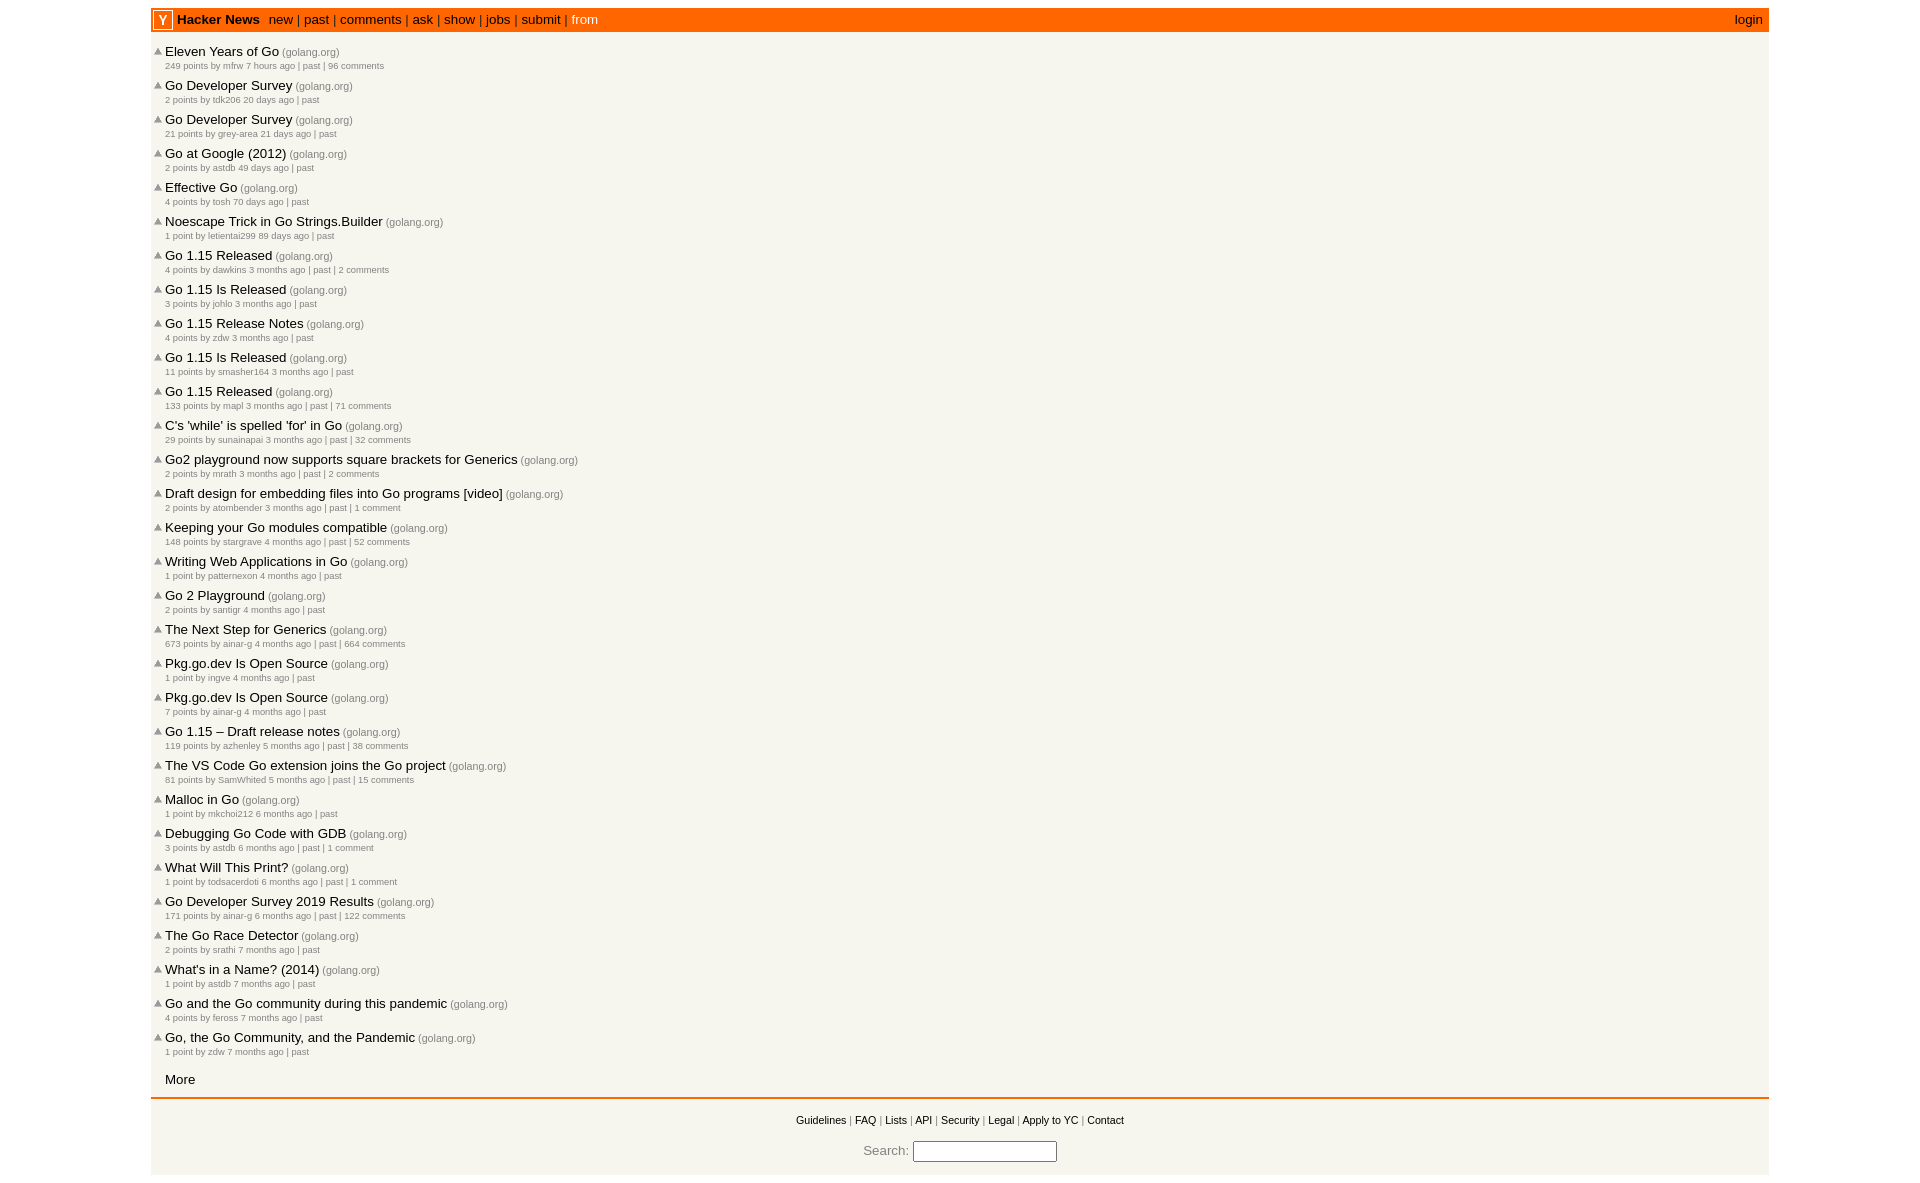 Y Hacker News new | past | comments | ask | show | jobs | submit | from login
Eleven Years of Go (golang.org)
249 points by mfrw 7 hours ago | past | 96 comments
Go Developer Survey (golang.org)
2 points by tdk206 20 days ago | past
Go Developer Survey (golang.org)
21 points by grey-area 21 days ago | past
Go at Google (2012) (golang.org)
2 points by astdb 49 days ago | past
Effective Go (golang.org)
4 points by tosh 70 days ago | past
Noescape Trick in Go Strings.Builder (golang.org)
1 point by letientai299 89 days ago | past
Go 1.15 Released (golang.org)
4 points by dawkins 3 months ago | past | 2 comments
Go 1.15 Is Released (golang.org)
3 points by johlo 3 months ago | past
Go 1.15 Release Notes (golang.org)
4 points by zdw 3 months ago | past
Go 1.15 Is Released (golang.org)
11 points by smasher164 3 months ago | past
Go 1.15 Released (golang.org)
133 points by mapl 3 months ago | past | 71 comments
C's 'while' is spelled 'for' in Go (golang.org)
29 points by sunainapai 3 months ago | past | 32 comments
Go2 playground now supports square brackets for Generics (golang.org)
2 points by mrath 3 months ago | past | 2 comments
Draft design for embedding files into Go programs [video] (golang.org)
2 points by atombender 3 months ago | past | 1 comment
Keeping your Go modules compatible (golang.org)
148 points by stargrave 4 months ago | past | 52 comments
Writing Web Applications in Go (golang.org)
1 point by patternexon 4 months ago | past
Go 2 Playground (golang.org)
2 points by santigr 4 months ago | past
The Next Step for Generics (golang.org)
673 points by ainar-g 4 months ago | past | 664 comments
Pkg.go.dev Is Open Source (golang.org)
1 point by ingve 4 months ago | past
Pkg.go.dev Is Open Source (golang.org)
7 points by ainar-g 4 months ago | past
Go 1.15 – Draft release notes (golang.org)
119 points by azhenley 5 months ago | past | 38 comments
The VS Code Go extension joins the Go project (golang.org)
81 points by SamWhited 5 months ago | past | 15 comments
Malloc in Go (golang.org)
1 point by mkchoi212 6 months ago | past
Debugging Go Code with GDB (golang.org)
3 points by astdb 6 months ago | past | 1 comment
What Will This Print? (golang.org)
1 point by todsacerdoti 6 months ago | past | 1 comment
Go Developer Survey 2019 Results (golang.org)
171 points by ainar-g 6 months ago | past | 122 comments
The Go Race Detector (golang.org)
2 points by srathi 7 months ago | past
What's in a Name? (2014) (golang.org)
1 point by astdb 7 months ago | past
Go and the Go community during this pandemic (golang.org)
4 points by feross 7 months ago | past
Go, the Go Community, and the Pandemic (golang.org)
1 point by zdw 7 months ago | past
More
Guidelines | FAQ | Lists | API | Security | Legal | Apply to YC | Contact
Search: